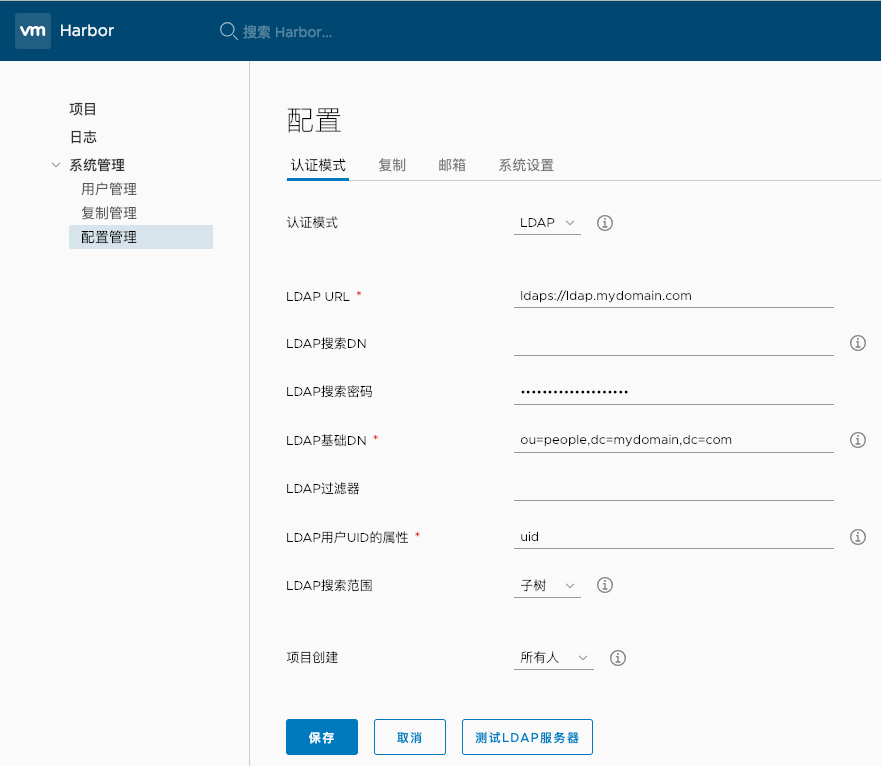 vm Harbor 搜索 Harbor...
项目
日志
系统管理
用户管理
复制管理
配置管理
配置
认证模式 复制 邮箱 系统设置
认证模式 LDAP
LDAP URL * ldaps://ldap.mydomain.com
LDAP搜索DN
LDAP搜索密码 ••••••••••••••••••••
LDAP基础DN * ou=people,dc=mydomain,dc=com
LDAP过滤器
LDAP用户UID的属性 * uid
LDAP搜索范围 子树
项目创建 所有人
保存 取消 测试LDAP服务器